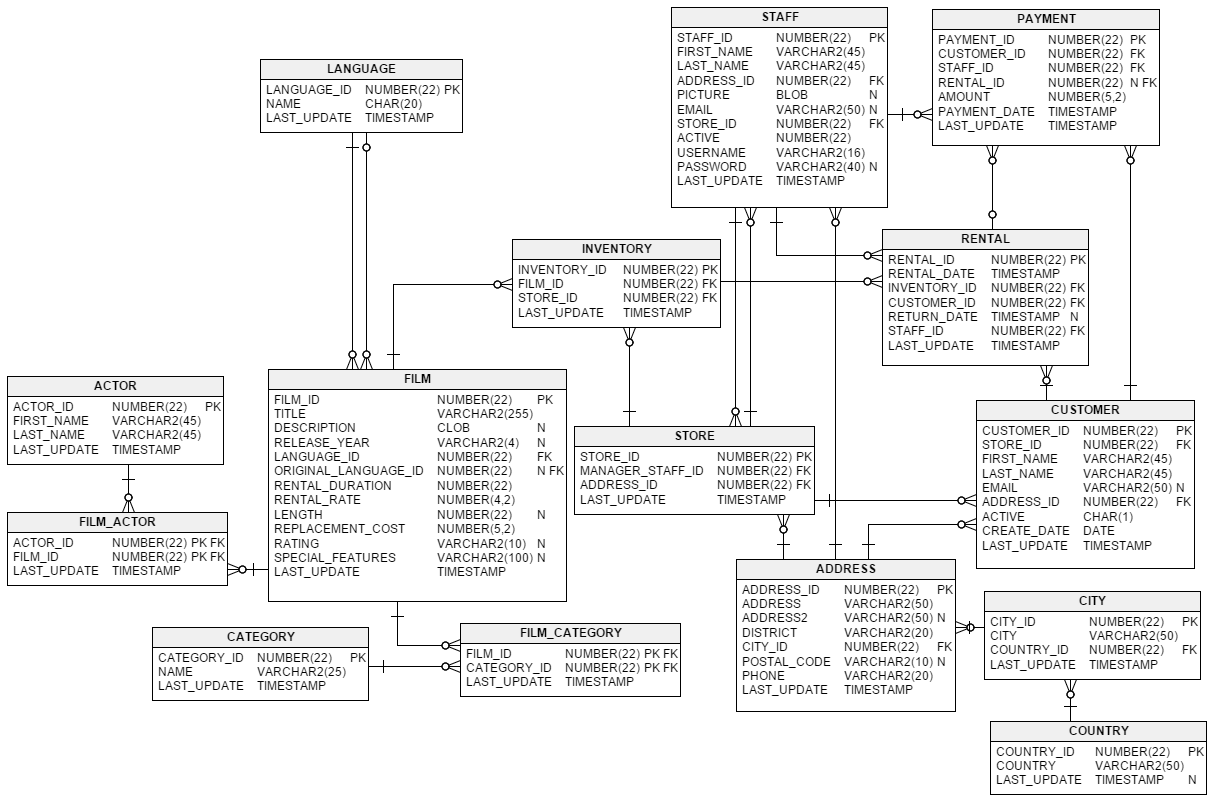 STAFF
STAFF_ID NUMBER(22) PK
FIRST_NAME VARCHAR2(45)
LAST_NAME VARCHAR2(45)
ADDRESS_ID NUMBER(22) FK
PICTURE BLOB N
EMAIL VARCHAR2(50) N
STORE_ID NUMBER(22) FK
ACTIVE NUMBER(22)
USERNAME VARCHAR2(16)
PASSWORD VARCHAR2(40) N
LAST_UPDATE TIMESTAMP
PAYMENT
PAYMENT_ID NUMBER(22) PK
CUSTOMER_ID NUMBER(22) FK
STAFF_ID NUMBER(22) FK
RENTAL_ID NUMBER(22) N FK
AMOUNT NUMBER(5,2)
PAYMENT_DATE TIMESTAMP
LAST_UPDATE TIMESTAMP
LANGUAGE
LANGUAGE_ID NUMBER(22) PK
NAME CHAR(20)
LAST_UPDATE TIMESTAMP
INVENTORY
INVENTORY_ID NUMBER(22) PK
FILM_ID NUMBER(22) FK
STORE_ID NUMBER(22) FK
LAST_UPDATE TIMESTAMP
RENTAL
RENTAL_ID NUMBER(22) PK
RENTAL_DATE TIMESTAMP
INVENTORY_ID NUMBER(22) FK
CUSTOMER_ID NUMBER(22) FK
RETURN_DATE TIMESTAMP N
STAFF_ID NUMBER(22) FK
LAST_UPDATE TIMESTAMP
ACTOR
ACTOR_ID NUMBER(22) PK
FIRST_NAME VARCHAR2(45)
LAST_NAME VARCHAR2(45)
LAST_UPDATE TIMESTAMP
FILM
FILM_ID NUMBER(22) PK
TITLE VARCHAR2(255)
DESCRIPTION CLOB N
RELEASE_YEAR VARCHAR2(4) N
LANGUAGE_ID NUMBER(22) FK
ORIGINAL_LANGUAGE_ID NUMBER(22) N FK
RENTAL_DURATION NUMBER(22)
RENTAL_RATE NUMBER(4,2)
LENGTH NUMBER(22) N
REPLACEMENT_COST NUMBER(5,2)
RATING VARCHAR2(10) N
SPECIAL_FEATURES VARCHAR2(100) N
LAST_UPDATE TIMESTAMP
STORE
STORE_ID NUMBER(22) PK
MANAGER_STAFF_ID NUMBER(22) FK
ADDRESS_ID NUMBER(22) FK
LAST_UPDATE TIMESTAMP
CUSTOMER
CUSTOMER_ID NUMBER(22) PK
STORE_ID NUMBER(22) FK
FIRST_NAME VARCHAR2(45)
LAST_NAME VARCHAR2(45)
EMAIL VARCHAR2(50) N
ADDRESS_ID NUMBER(22) FK
ACTIVE CHAR(1)
CREATE_DATE DATE
LAST_UPDATE TIMESTAMP
FILM_ACTOR
ACTOR_ID NUMBER(22) PK FK
FILM_ID NUMBER(22) PK FK
LAST_UPDATE TIMESTAMP
ADDRESS
ADDRESS_ID NUMBER(22) PK
ADDRESS VARCHAR2(50)
ADDRESS2 VARCHAR2(50) N
DISTRICT VARCHAR2(20)
CITY_ID NUMBER(22) FK
POSTAL_CODE VARCHAR2(10) N
PHONE VARCHAR2(20)
LAST_UPDATE TIMESTAMP
CITY
CITY_ID NUMBER(22) PK
CITY VARCHAR2(50)
COUNTRY_ID NUMBER(22) FK
LAST_UPDATE TIMESTAMP
CATEGORY
CATEGORY_ID NUMBER(22) PK
NAME VARCHAR2(25)
LAST_UPDATE TIMESTAMP
FILM_CATEGORY
FILM_ID NUMBER(22) PK FK
CATEGORY_ID NUMBER(22) PK FK
LAST_UPDATE TIMESTAMP
COUNTRY
COUNTRY_ID NUMBER(22) PK
COUNTRY VARCHAR2(50)
LAST_UPDATE TIMESTAMP N